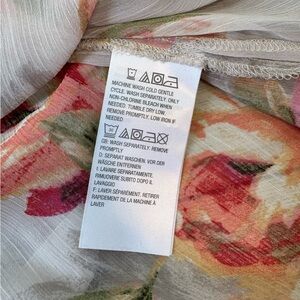 MACHINE WASH COLD GENTLE
CYCLE. WASH SEPARATELY. ONLY
NON-CHLORINE BLEACH WHEN
NEEDED. TUMBLE DRY LOW.
REMOVE PROMPTLY. LOW IRON IF
NEEDED.
GB: WASH SEPARATELY. REMOVE
PROMPTLY
D: SEPARAT WASCHEN. VOR DER
WÄSCHE ENTFERNEN
I: LAVARE SEPARATAMENTE.
RIMUOVERE SUBITO DOPO IL
LAVAGGIO
F: LAVER SÉPARÉMENT. RETIRER
RAPIDEMENT DE LA MACHINE À
LAVER